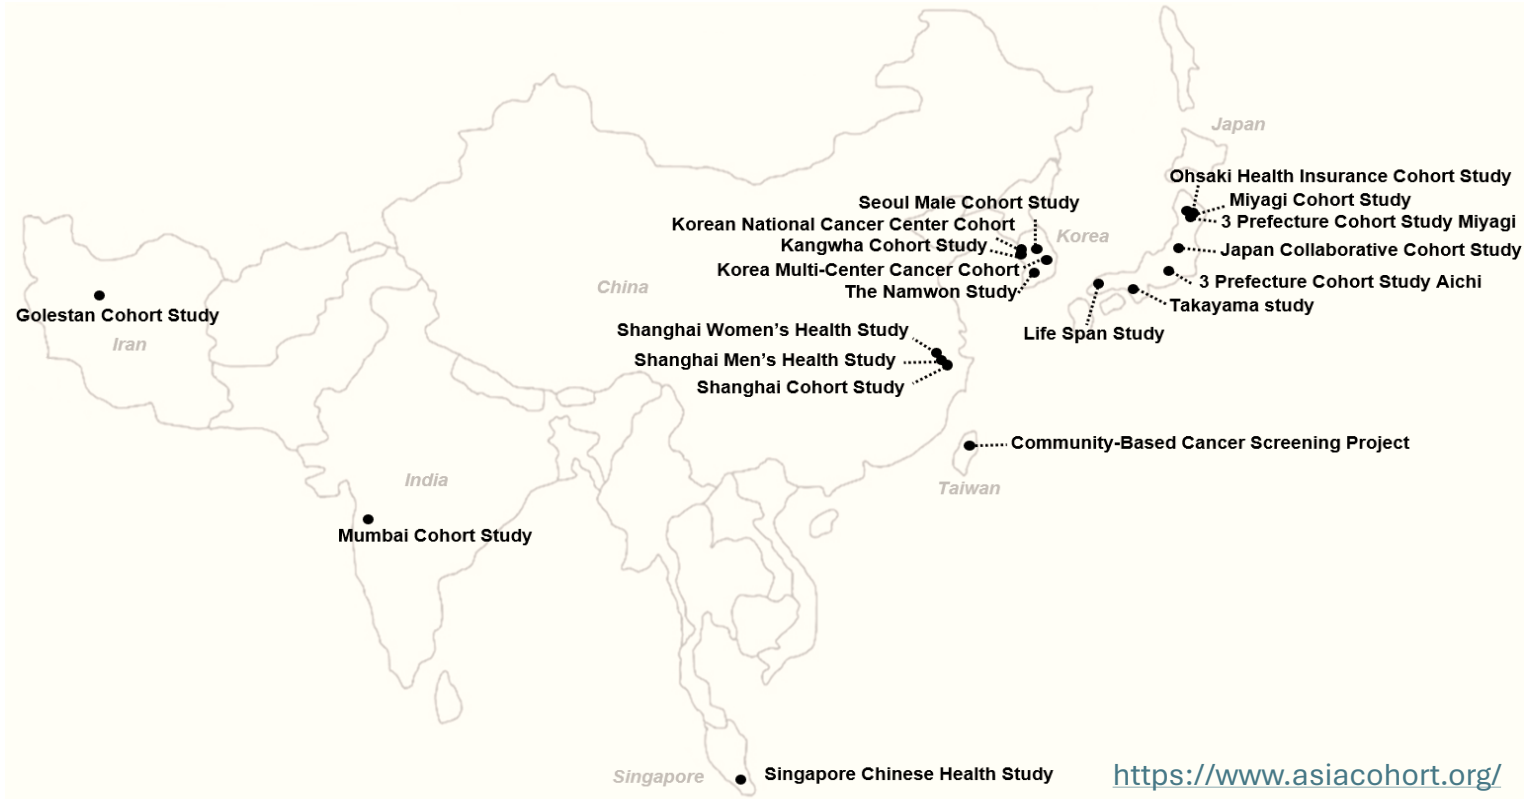 Japan
Ohsaki Health Insurance Cohort Study
Miyagi Cohort Study
Seoul Male Cohort Study
3 Prefecture Cohort Study Miyagi
Korean National Cancer Center Cohort
Korea
Kangwha Cohort Study
Japan Collaborative Cohort Study
Korea Multi-Center Cancer Cohort
3 Prefecture Cohort Study Aichi
China
The Namwon Study
Takayama study
Golestan Cohort Study
Shanghai Women’s Health Study
Life Span Study
Iran
Shanghai Men’s Health Study
Shanghai Cohort Study
Community-Based Cancer Screening Project
India
Taiwan
Mumbai Cohort Study
Singapore
Singapore Chinese Health Study
https://www.asiacohort.org/